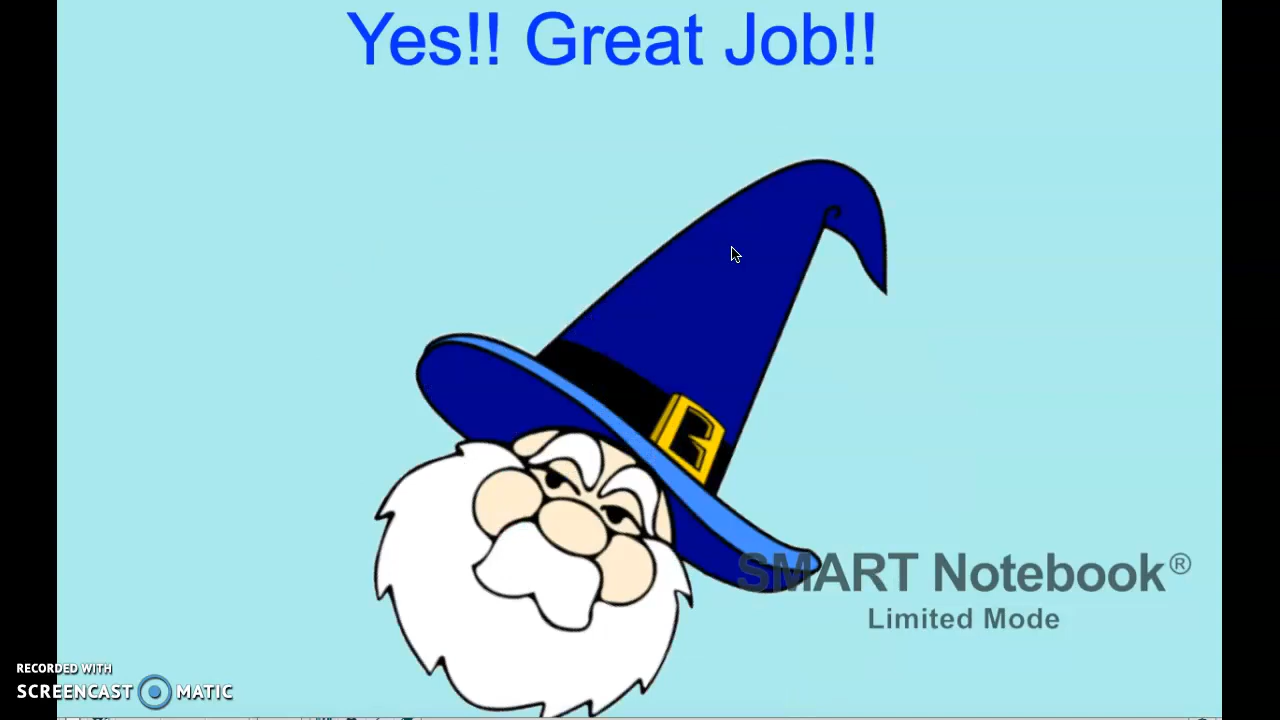 Yes!! Great Job!!
SMART Notebook®
Limited Mode
RECORDED WITH
SCREENCAST MATIC